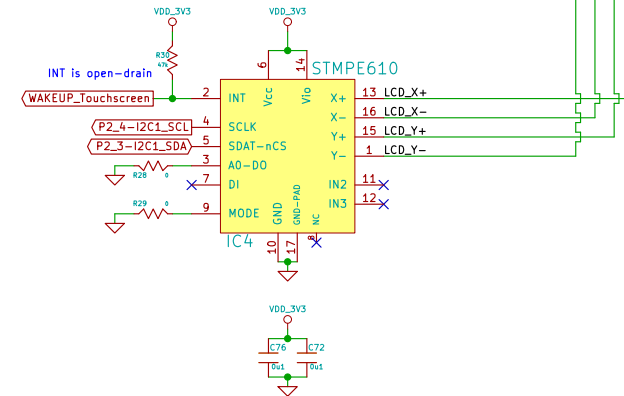 VDD_3V3
VDD_3V3
R30
47k
INT is open-drain
6
14
STMPE610
Vcc
Vio
WAKEUP_Touchscreen
2
INT
X+
13
LCD_X+
X-
16
LCD_X-
P2_4-I2C1_SCL
4
SCLK
Y+
15
LCD_Y+
P2_3-I2C1_SDA
5
SDAT-nCS
Y-
1
LCD_Y-
R28
0
3
A0-DO
7
DI
IN2
11
IN3
12
R29
0
9
MODE
GND
GND-PAD
NC
IC4
10
17
8
VDD_3V3
C76
0u1
C72
0u1